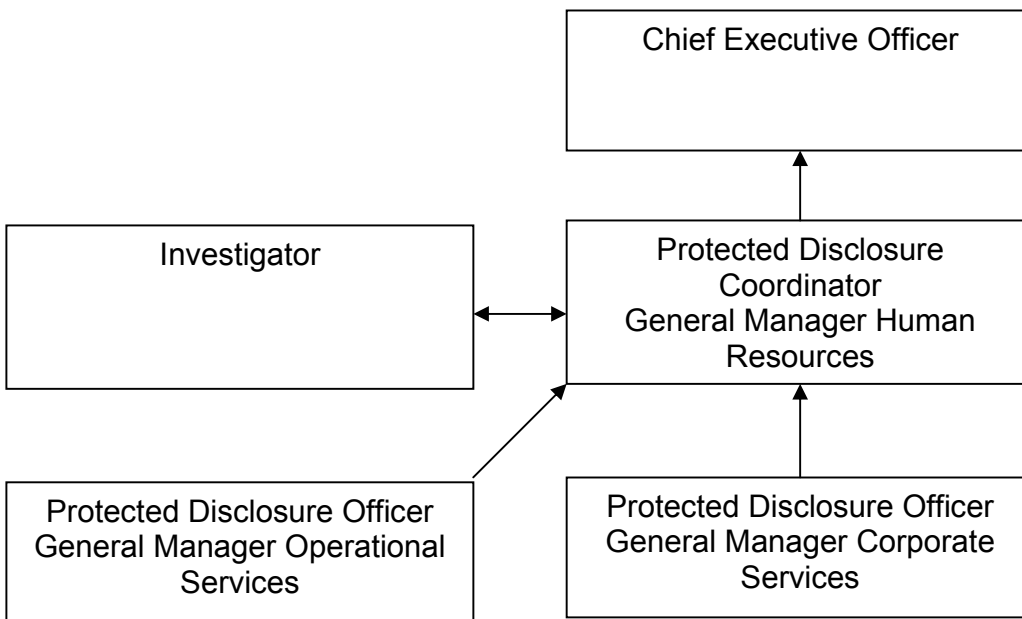 Chief Executive Officer
Investigator
Protected Disclosure
Coordinator
General Manager Human
Resources
Protected Disclosure Officer
General Manager Operational
Services
Protected Disclosure Officer
General Manager Corporate
Services